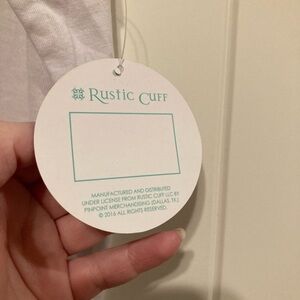 Rustic Cuff
MANUFACTURED AND DISTRIBUTED
UNDER LICENSE FROM RUSTIC CUFF LLC BY
PINPOINT MERCHANDISING (DALLAS, TX.)
© 2016 ALL RIGHTS RESERVED.